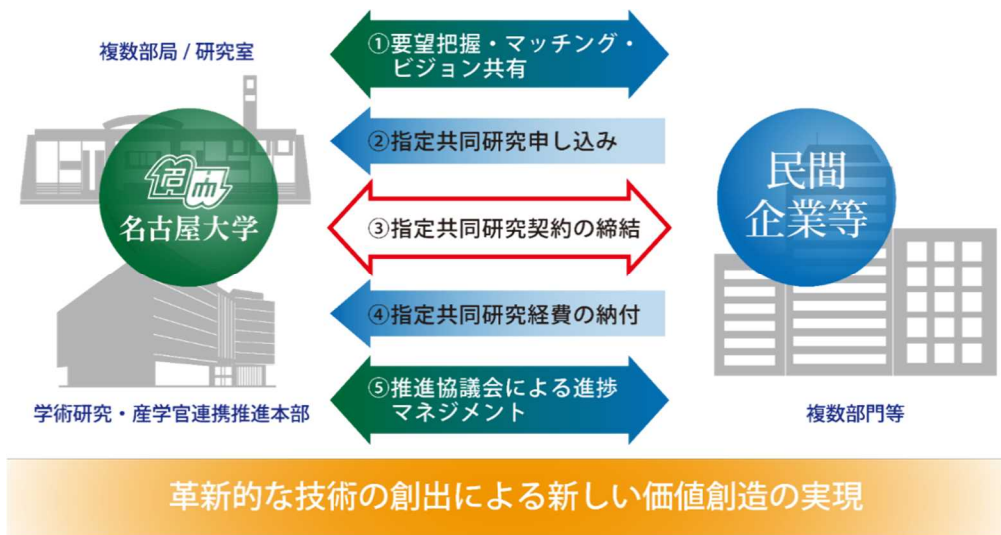 複数部局 / 研究室
名古屋大学
学術研究・産学官連携推進本部
①要望把握・マッチング・
ビジョン共有
②指定共同研究申し込み
③指定共同研究契約の締結
④指定共同研究経費の納付
⑤推進協議会による進捗
マネジメント
民間
企業等
複数部門等
革新的な技術の創出による新しい価値創造の実現